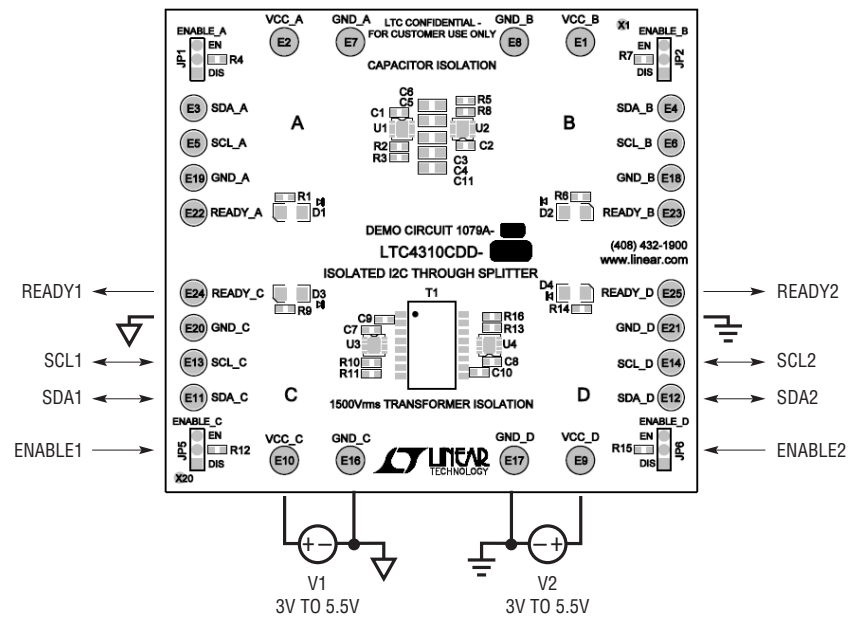 VCC_A GND_A LTC CONFIDENTIAL - GND_B VCC_B
FOR CUSTOMER USE ONLY
E2 E7 E8 E1
X1
ENABLE_A ENABLE_B
JP1 EN R4 DIS
R7 EN DIS JP2
CAPACITOR ISOLATION
E3 SDA_A
E5 SCL_A
E19 GND_A
E22 READY_A
A
R1
D1
C6
C5
C1
U1
R2
R3
R5
R8
U2
C2
C3
C4
C11
B
SDA_B E4
SCL_B E6
GND_B E18
READY_B E23
R6
D2
DEMO CIRCUIT 1079A-
LTC4310CDD-
(408) 432-1900
www.linear.com
ISOLATED I2C THROUGH SPLITTER
READY1 E24 READY_C
E20 GND_C
SCL1 E13 SCL_C
SDA1 E11 SDA_C
D3
R9
T1
C9
C7
U3
R10
R11
R16
R13
U4
C8
C10
D4
R14
READY_D E25 READY2
GND_D E21
SCL_D E14 SCL2
SDA_D E12 SDA2
C
D
1500Vrms TRANSFORMER ISOLATION
ENABLE_C ENABLE_D
ENABLE1 JP5 EN R12 DIS
R15 EN DIS JP6 ENABLE2
X20
VCC_C GND_C GND_D VCC_D
E10 E16 LT LINEAR TECHNOLOGY E17 E9
+ - - +
V1
3V TO 5.5V
V2
3V TO 5.5V